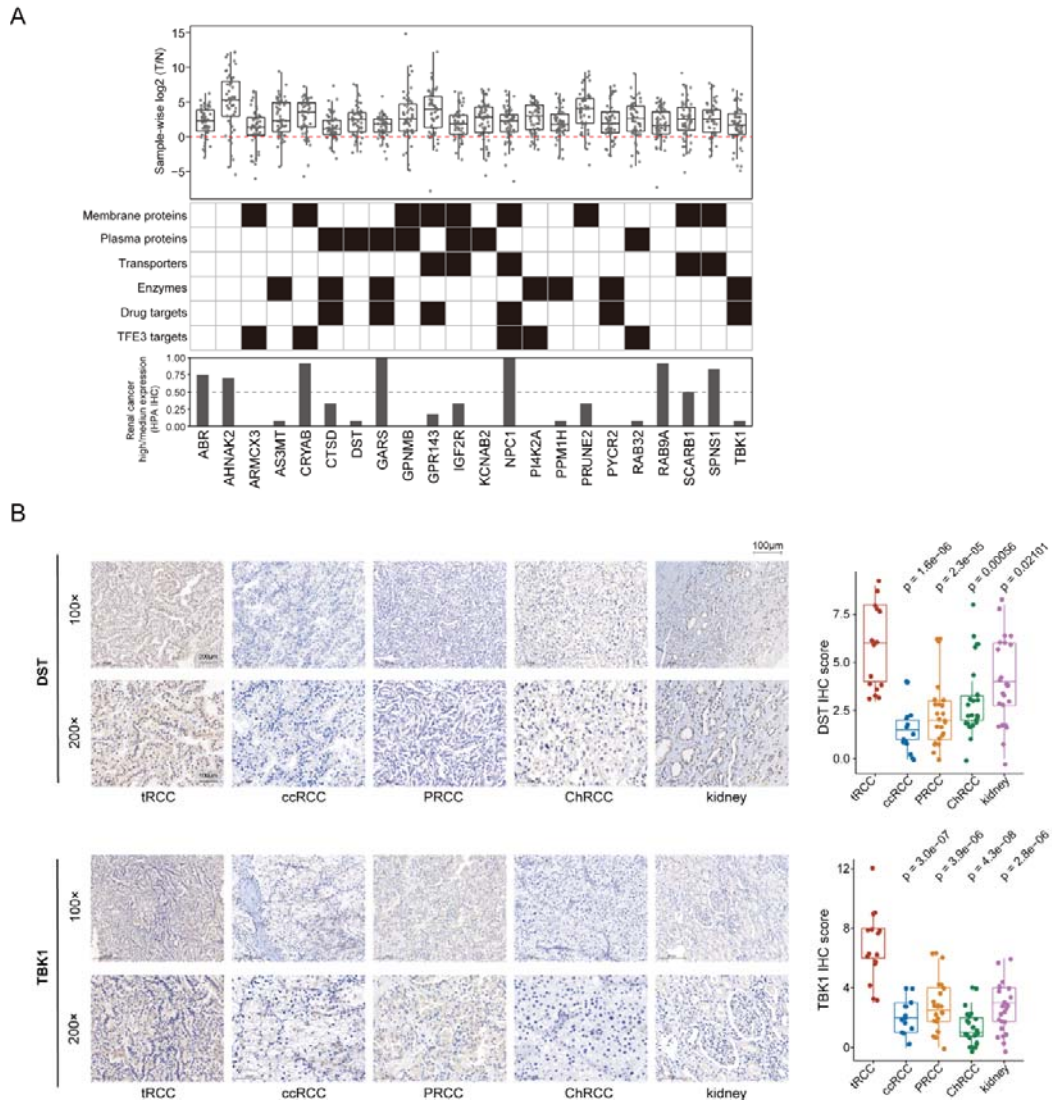 A
Sample-wise log2 (T/N)
15
10
5
0
−5
Membrane proteins
Plasma proteins
Transporters
Enzymes
Drug targets
TFE3 targets
Renal cancer
high/mediun expression
(HPA IHC)
1.00
0.75
0.50
0.25
0.00
ABR
AHNAK2
ARMCX3
AS3MT
CRYAB
CTSD
DST
GARS
GPNMB
GPR143
IGF2R
KCNAB2
NPC1
PI4K2A
PPM1H
PRUNE2
PYCR2
RAB32
RAB9A
SCARB1
SPNS1
TBK1
B
100μm
DST
100×
200μm
200×
100μm
tRCC
ccRCC
PRCC
ChRCC
kidney
DST IHC score
7.5
5.0
2.5
0.0
p = 1.6e−06
p = 2.3e−05
p = 0.00056
p = 0.02101
tRCC
ccRCC
PRCC
ChRCC
kidney
TBK1
100×
200×
tRCC
ccRCC
PRCC
ChRCC
kidney
TBK1 IHC score
12
8
4
0
p = 3.0e−07
p = 3.9e−06
p = 4.3e−08
p = 2.8e−06
tRCC
ccRCC
PRCC
ChRCC
kidney